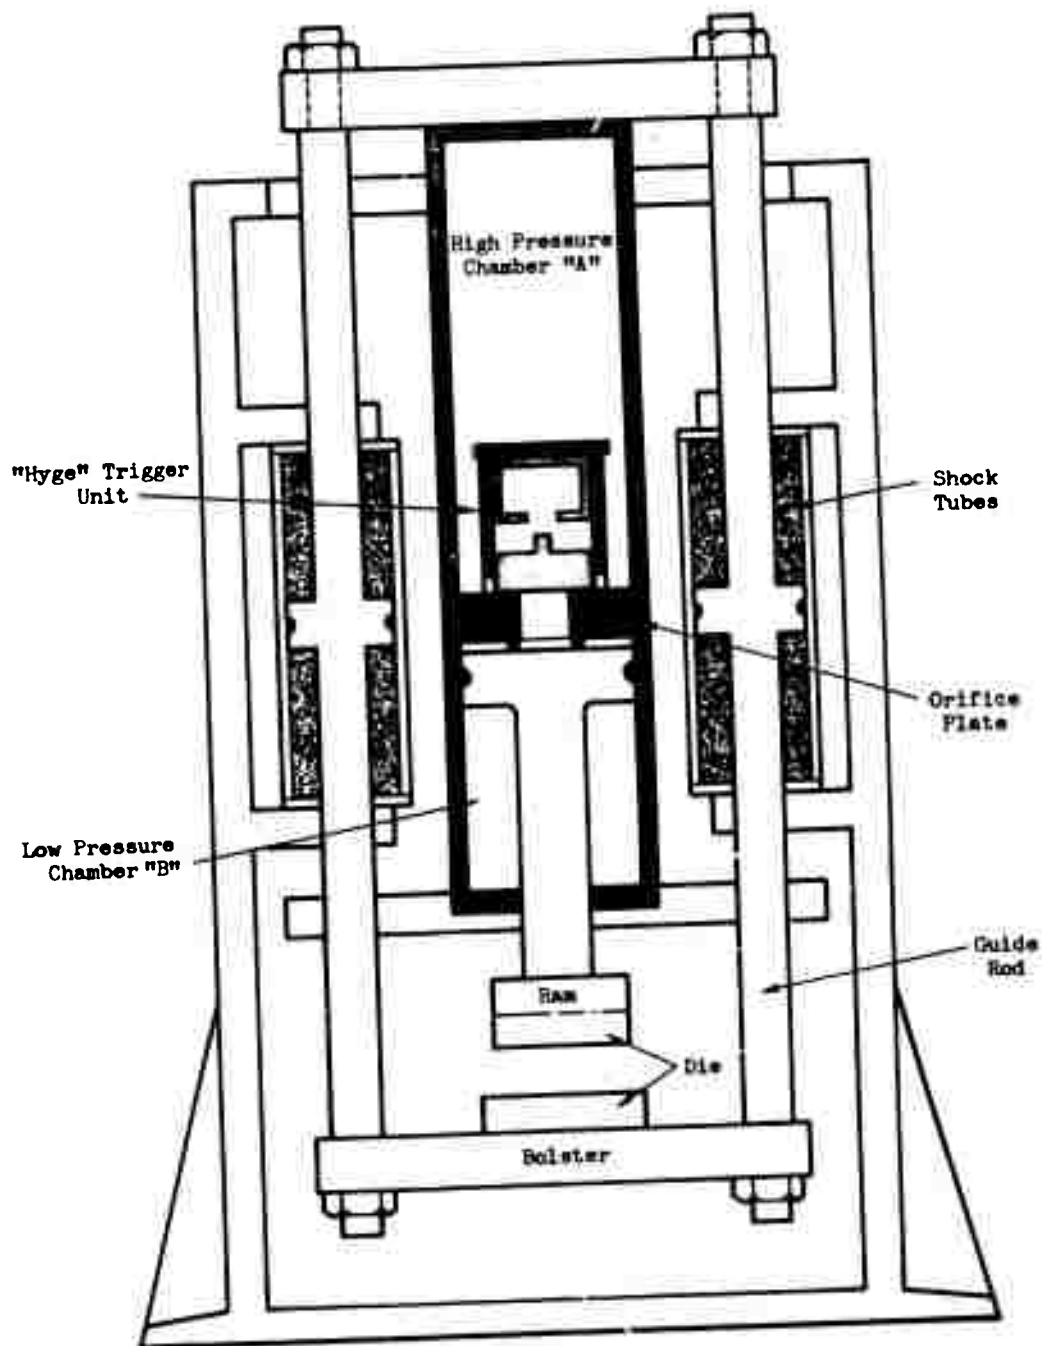 High Pressure
Chamber "A"
"Hyge" Trigger
Unit
Shock
Tubes
Orifice
Plate
Low Pressure
Chamber "B"
Guide
Rod
Ram
Die
Bolster